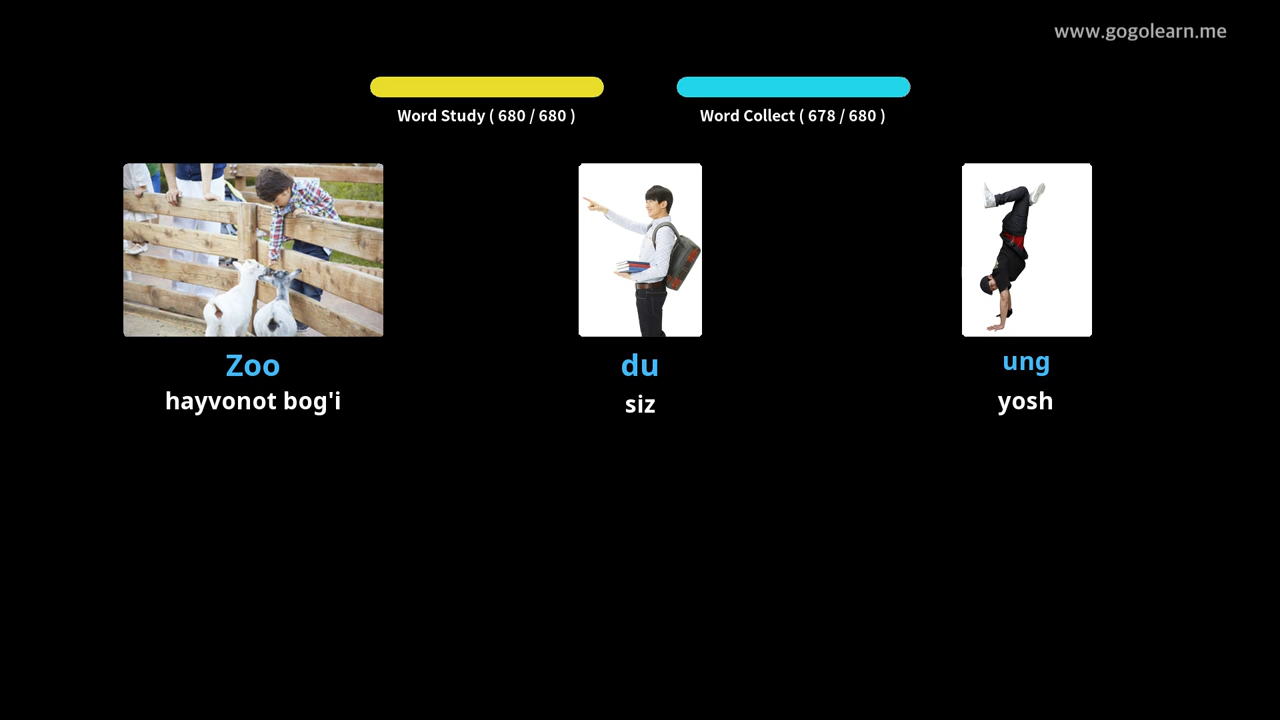 www.gogolearn.me
Word Study ( 680 / 680 )
Word Collect ( 678 / 680 )
Zoo
hayvonot bog'i
du
siz
ung
yosh